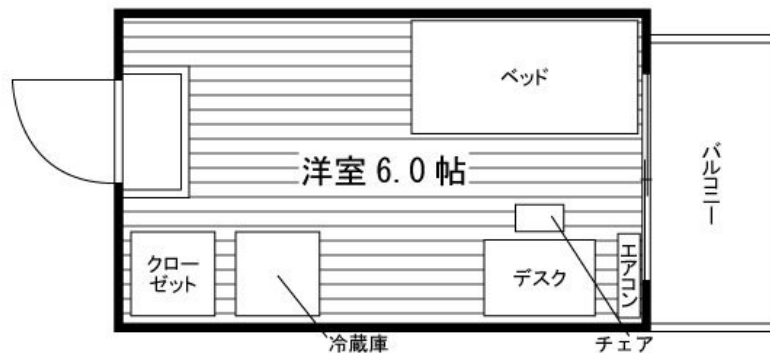 ベッド
洋室 6.0 帖
バルコニー
クロー
ゼット
デスク
エアコン
冷蔵庫
チェア